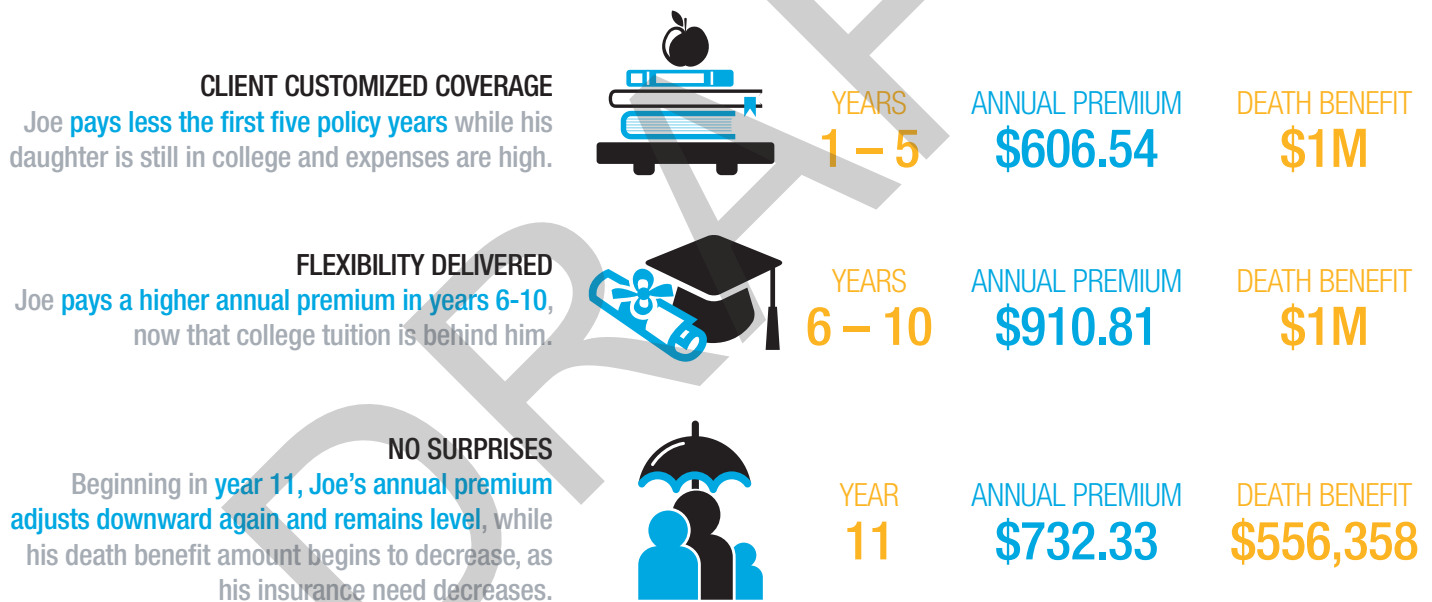 CLIENT CUSTOMIZED COVERAGE
Joe pays less the first five policy years while his
daughter is still in college and expenses are high.
YEARS
1 – 5
ANNUAL PREMIUM
$606.54
DEATH BENEFIT
$1M
FLEXIBILITY DELIVERED
Joe pays a higher annual premium in years 6-10,
now that college tuition is behind him.
YEARS
6 – 10
ANNUAL PREMIUM
$910.81
DEATH BENEFIT
$1M
NO SURPRISES
Beginning in year 11, Joe’s annual premium
adjusts downward again and remains level, while
his death benefit amount begins to decrease, as
his insurance need decreases.
YEAR
11
ANNUAL PREMIUM
$732.33
DEATH BENEFIT
$556,358
DRAF